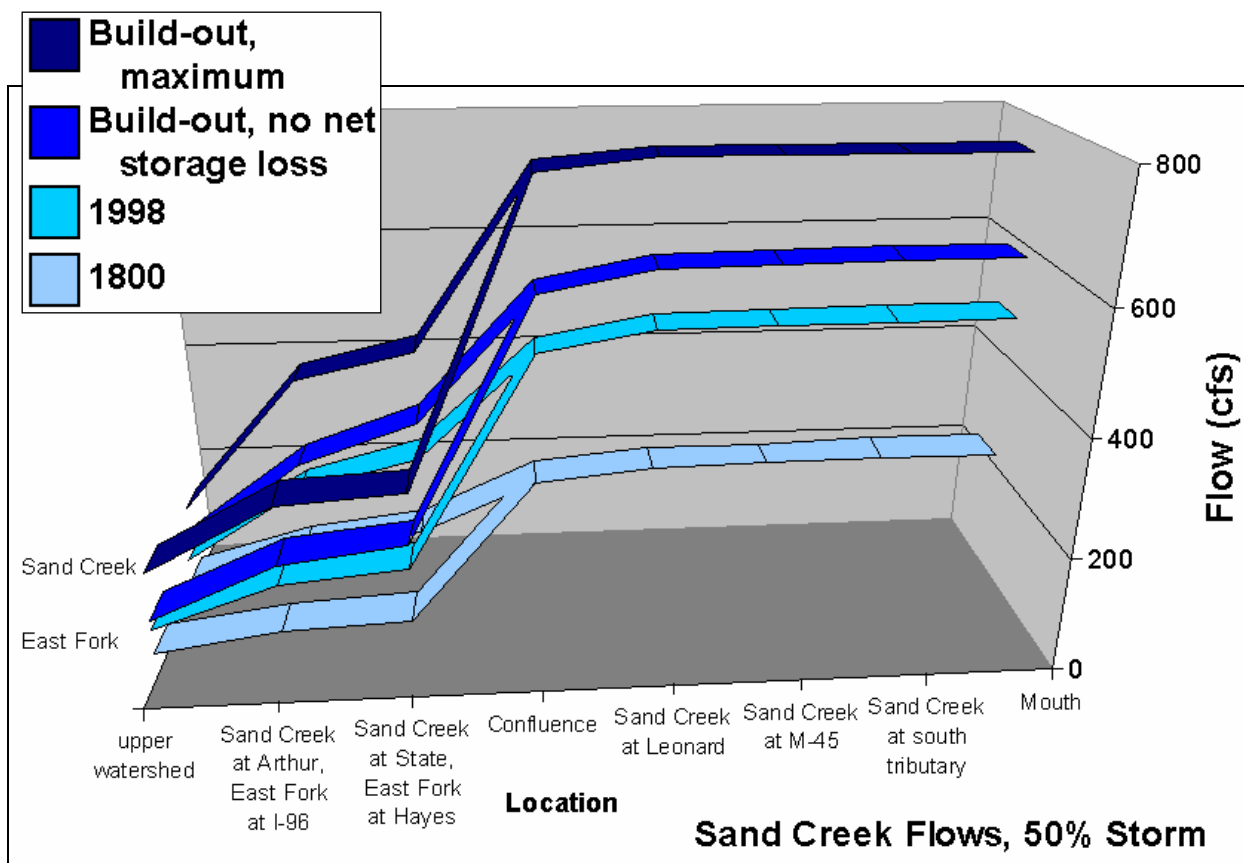 Build-out,
maximum
Build-out, no net
storage loss
1998
1800
800
600
400
200
0
Flow (cfs)
Sand Creek
East Fork
upper
watershed
Sand Creek
at Arthur,
East Fork
at I-96
Sand Creek
at State,
East Fork
at Hayes
Confluence
Sand Creek
at Leonard
Sand Creek
at M-45
Sand Creek
at south
tributary
Mouth
Location
Sand Creek Flows, 50% Storm